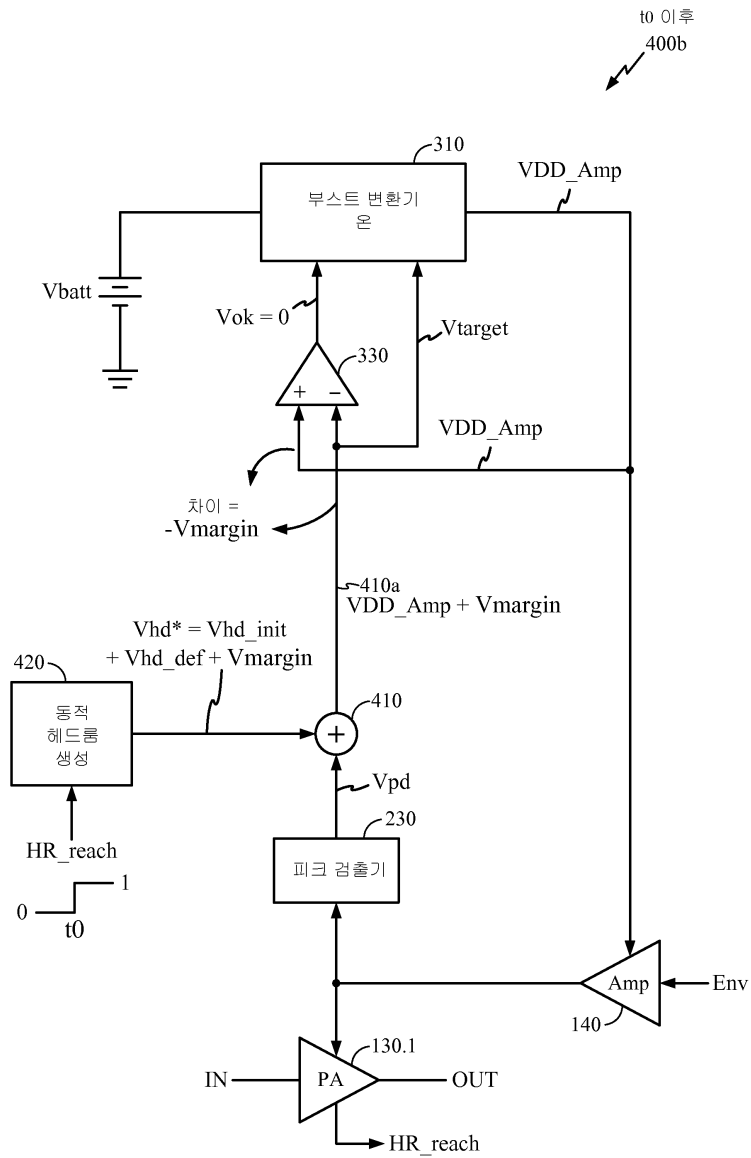 t0 이후
400b
310
VDD_Amp
부스트 변환기
온
Vbatt
Vok = 0
Vtarget
330
+ −
VDD_Amp
차이 =
-Vmargin
410a
VDD_Amp + Vmargin
Vhd* = Vhd_init
+ Vhd_def + Vmargin
420
동적
헤드룸
생성
410
+
Vpd
HR_reach
230
피크 검출기
0
1
t0
Amp
Env
140
130.1
IN
PA
OUT
HR_reach